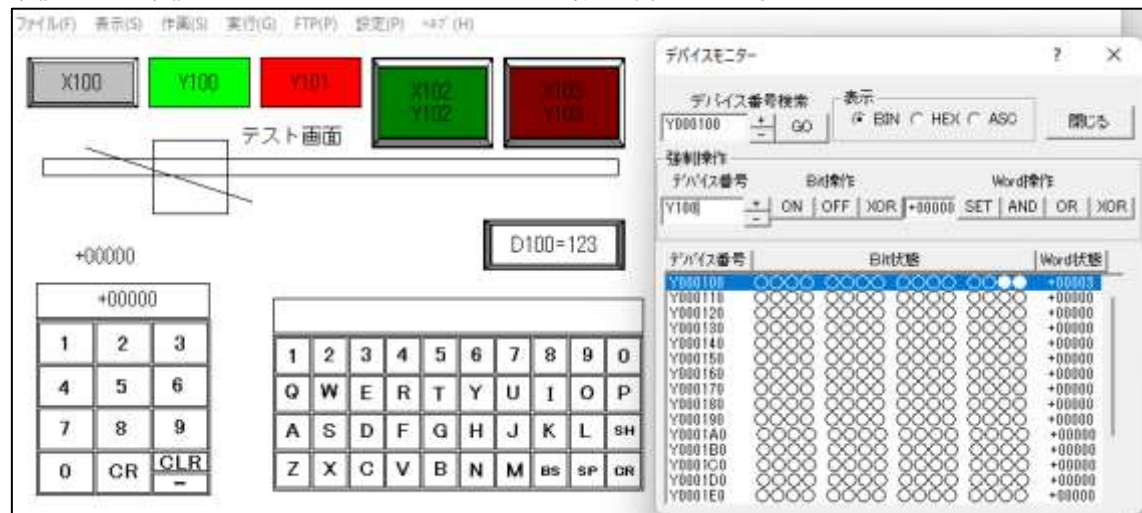 ファイル(F) 表示(S) 作画(S) 実行(G) FTP(P) 設定(P) ヘルプ(H)
X100
Y100
Y101
X102
Y102
X103
Y103
テスト画面
+00000
D100=123
+00000
1 2 3
4 5 6
7 8 9
0 CR CLR
-
1 2 3 4 5 6 7 8 9 0
Q W E R T Y U I O P
A S D F G H J K L SH
Z X C V B N M BS SP CR
デバイスモニター ? ×
デバイス番号検索 表示
Y000100 + - GO BIN HEX ASC 閉じる
強制操作
デバイス番号 Bit操作 Word操作
Y100 + - ON OFF XOR +00000 SET AND OR XOR
デバイス番号 Bit状態 Word状態
Y000100 +00003
Y000110 +00000
Y000120 +00000
Y000130 +00000
Y000140 +00000
Y000150 +00000
Y000160 +00000
Y000170 +00000
Y000180 +00000
Y000190 +00000
Y0001A0 +00000
Y0001B0 +00000
Y0001C0 +00000
Y0001D0 +00000
Y0001E0 +00000